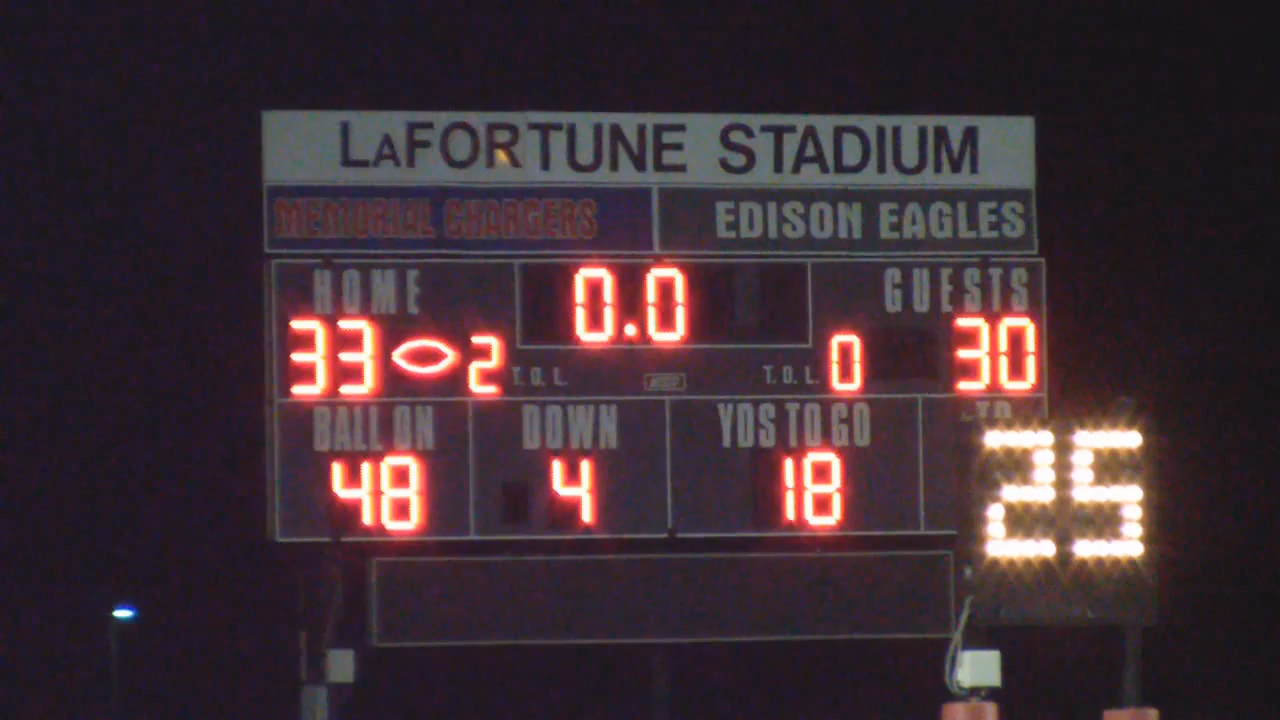 LAFORTUNE STADIUM
MEMORIAL CHARGERS EDISON EAGLES
HOME 0.0 GUESTS
33 2 T.O.L. T.O.L. 0 30
BALL ON DOWN YDS TO GO
48 4 18 25